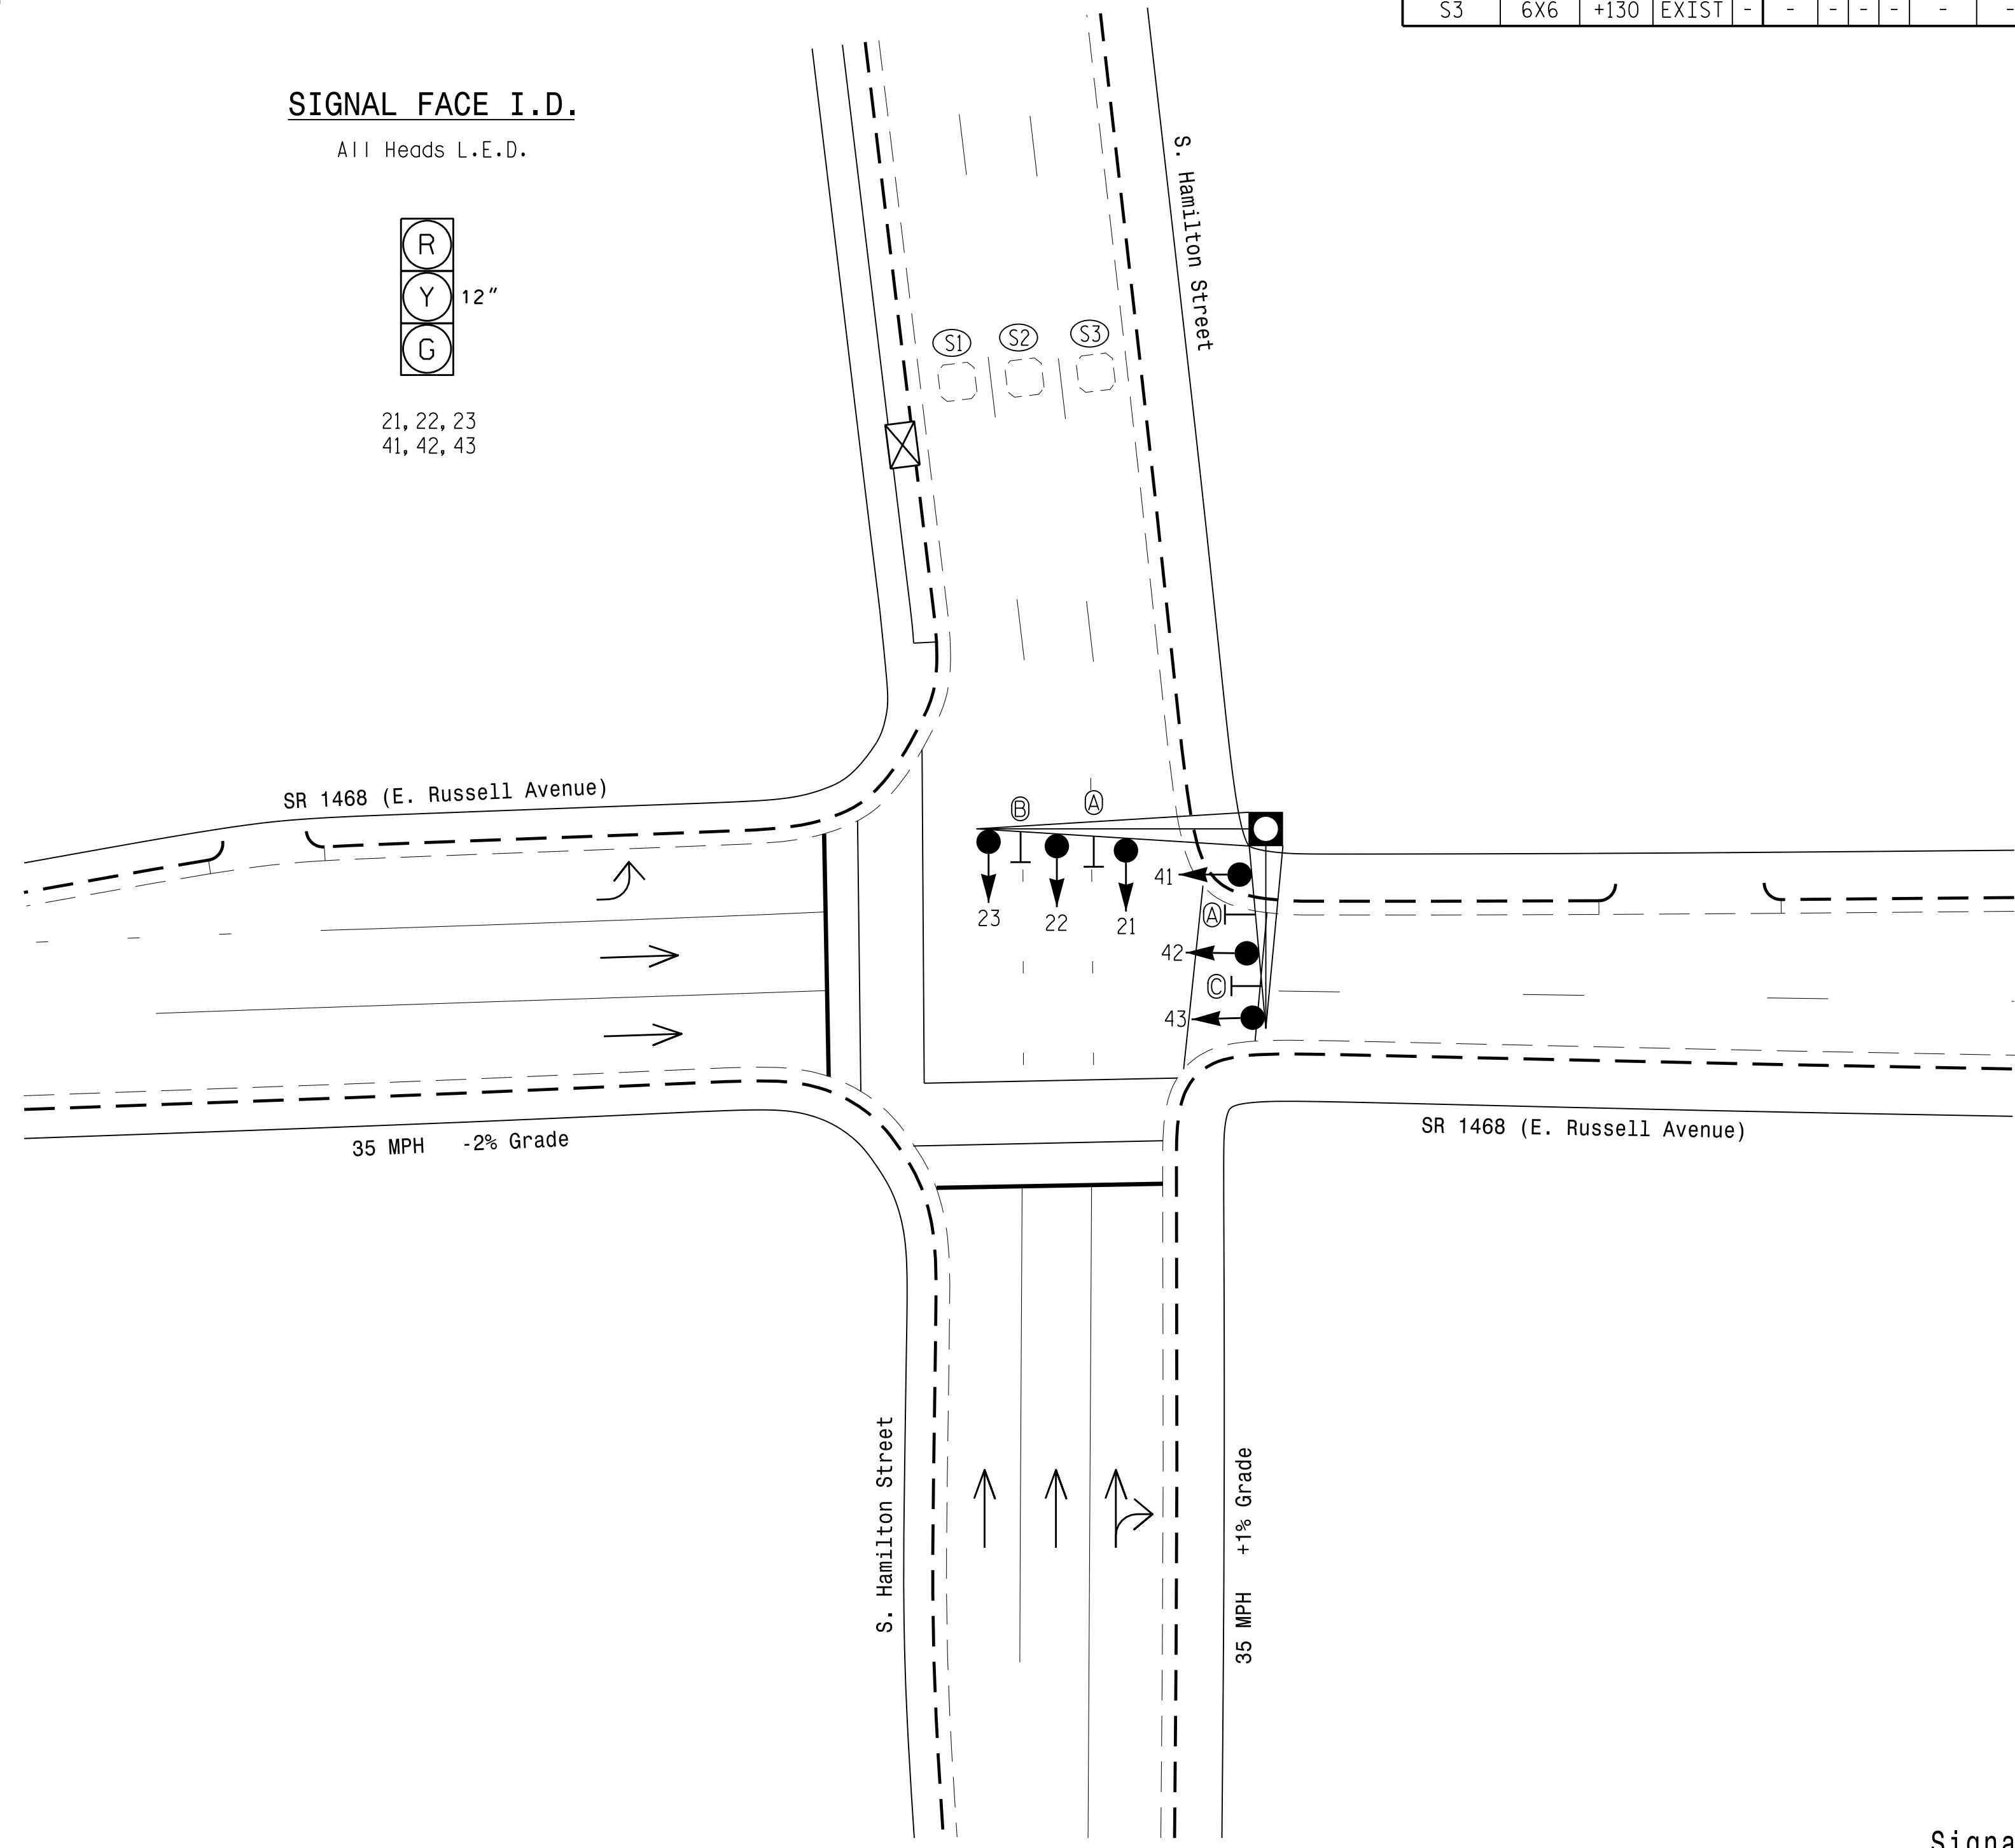 S3 6X6 +130 EXIST - - - - - - -
SIGNAL FACE I.D.
All Heads L.E.D.
R
Y 12"
G
21, 22, 23
41, 42, 43
S. Hamilton Street
S1 S2 S3
SR 1468 (E. Russell Avenue)
B A
41
23 22 21
A
42
C
43
35 MPH -2% Grade
SR 1468 (E. Russell Avenue)
S. Hamilton Street
35 MPH +1% Grade